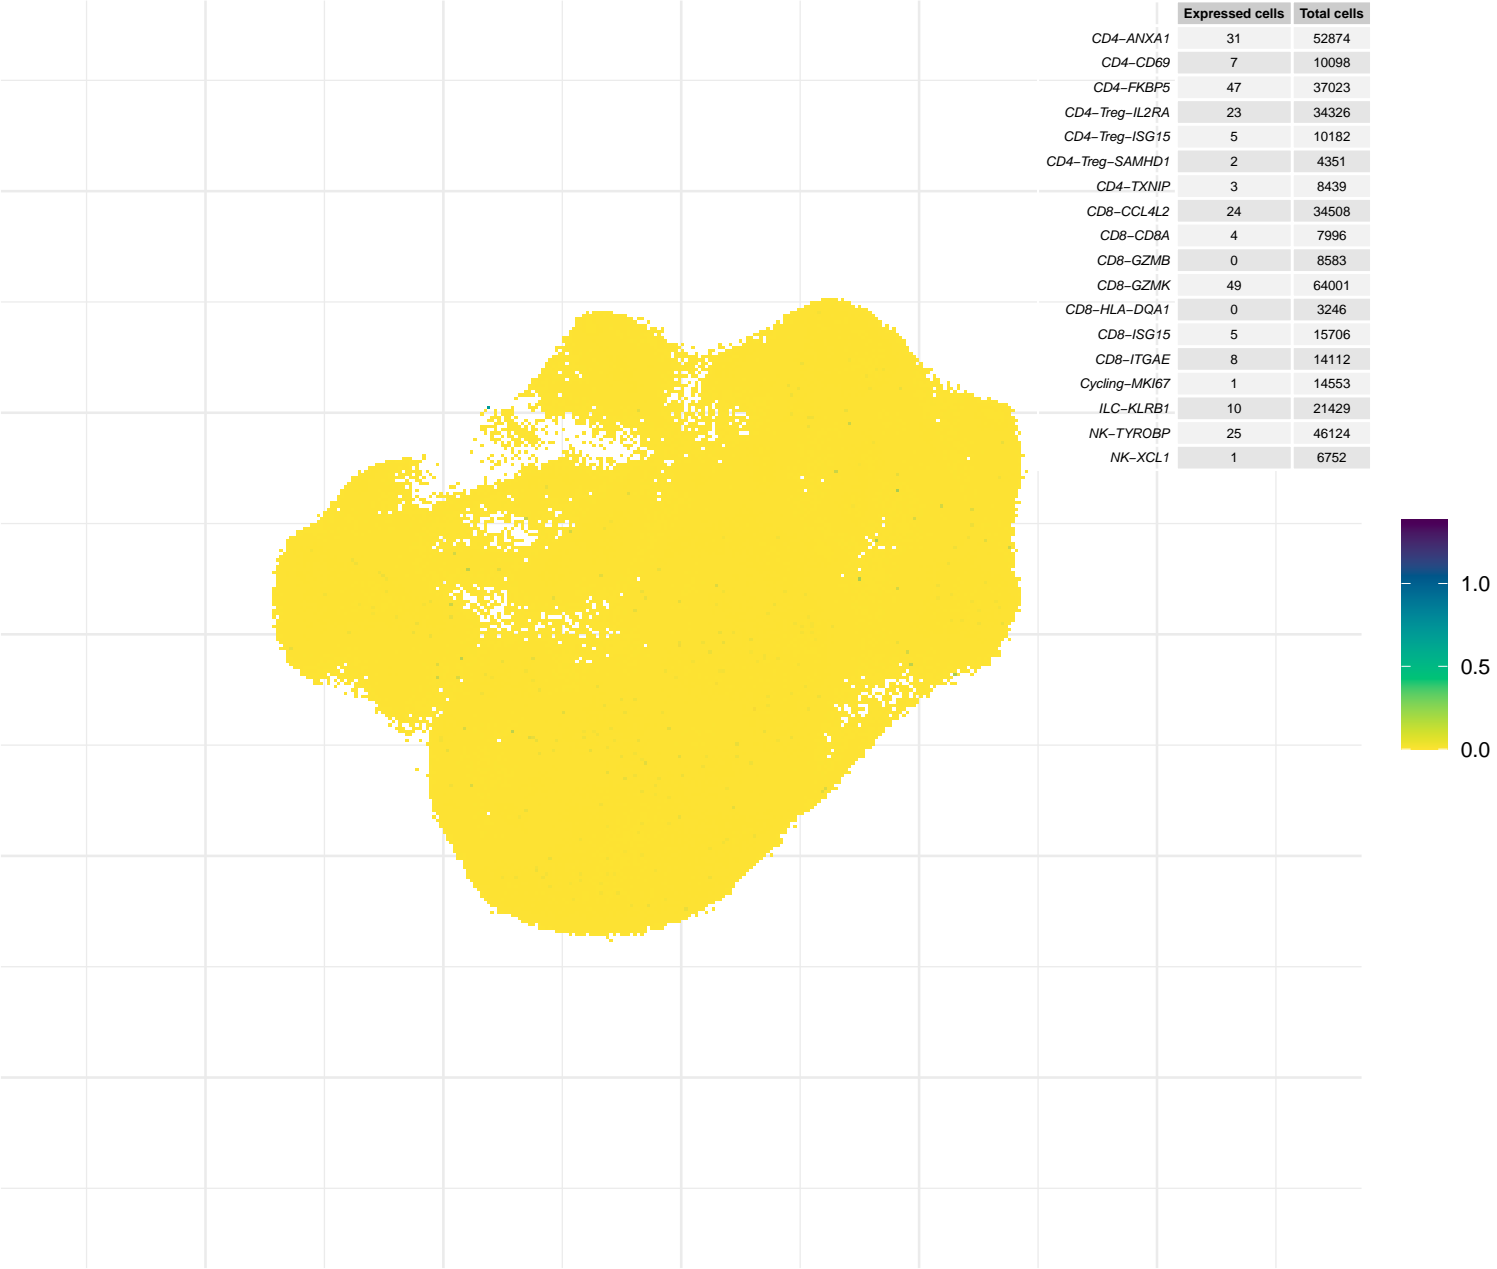 Expressed cells Total cells
CD4−ANXA1 31 52874
CD4−CD69 7 10098
CD4−FKBP5 47 37023
CD4−Treg−IL2RA 23 34326
CD4−Treg−ISG15 5 10182
CD4−Treg−SAMHD1 2 4351
CD4−TXNIP 3 8439
CD8−CCL4L2 24 34508
CD8−CD8A 4 7996
CD8−GZMB 0 8583
CD8−GZMK 49 64001
CD8−HLA−DQA1 0 3246
CD8−ISG15 5 15706
CD8−ITGAE 8 14112
Cycling−MKI67 1 14553
ILC−KLRB1 10 21429
NK−TYROBP 25 46124
NK−XCL1 1 6752
1.0
0.5
0.0